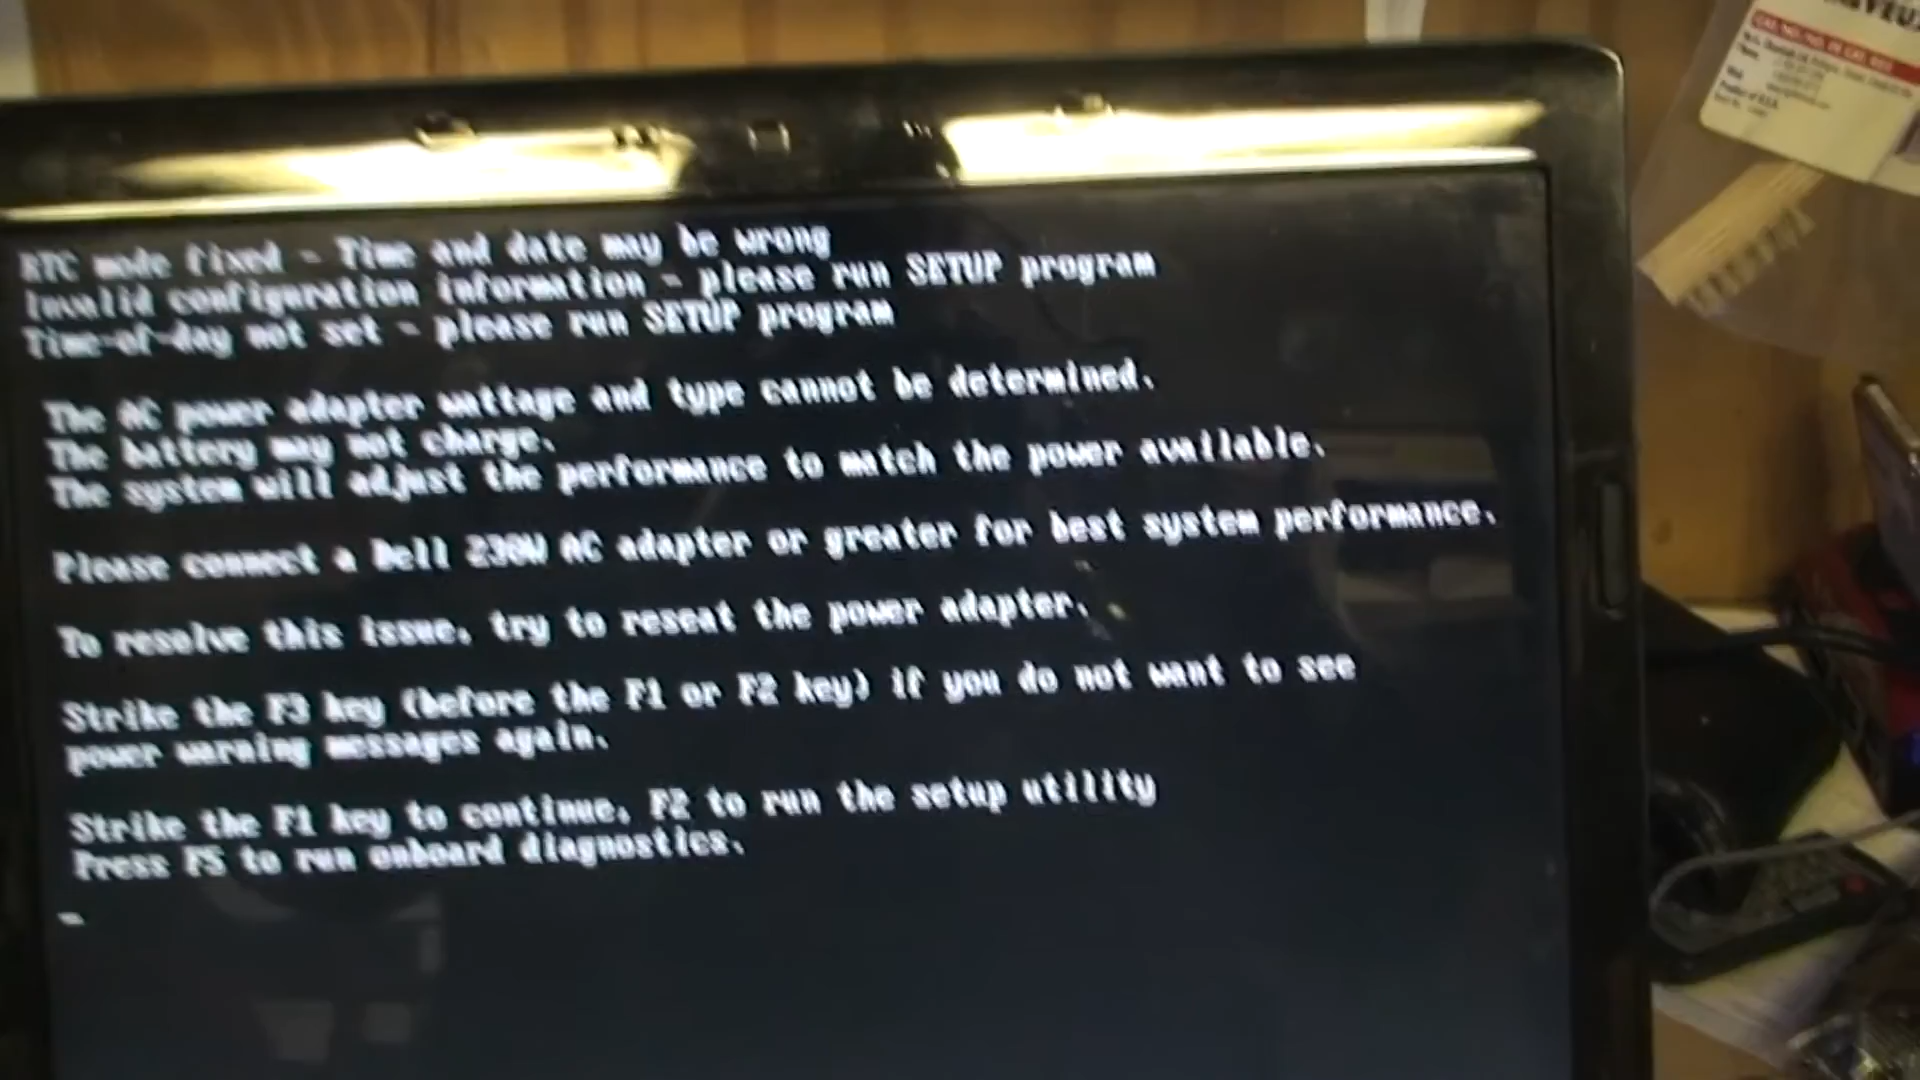 RTC mode fixed - Time and date may be wrong
Invalid configuration information - please run SETUP program
Time-of-day not set - please run SETUP program
The AC power adapter wattage and type cannot be determined.
The battery may not charge.
The system will adjust the performance to match the power available.
Please connect a Dell 230W AC adapter or greater for best system performance.
To resolve this issue, try to reseat the power adapter.
Strike the F3 key (before the F1 or F2 key) if you do not want to see
power warning messages again.
Strike the F1 key to continue, F2 to run the setup utility
Press F5 to run onboard diagnostics.